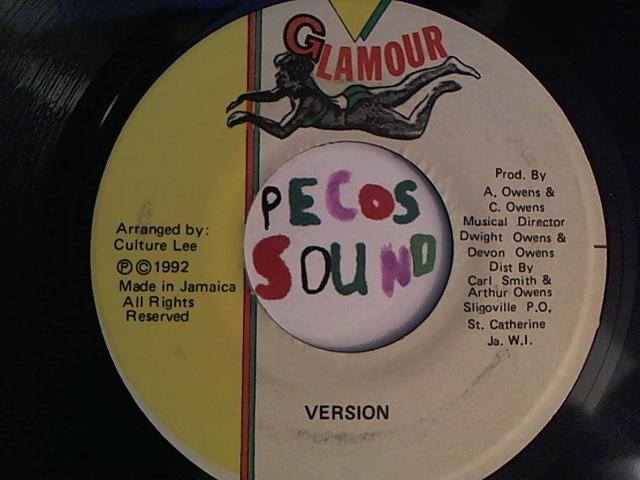 GLAMOUR
PECOS
SOUND
Arranged by:
Culture Lee
Ⓟ©1992
Made in Jamaica
All Rights
Reserved
Prod. By
A. Owens &
C. Owens
Musical Director
Dwight Owens &
Devon Owens
Dist By
Carl Smith &
Arthur Owens
Sligoville P.O,
St. Catherine
Ja. W.I.
VERSION